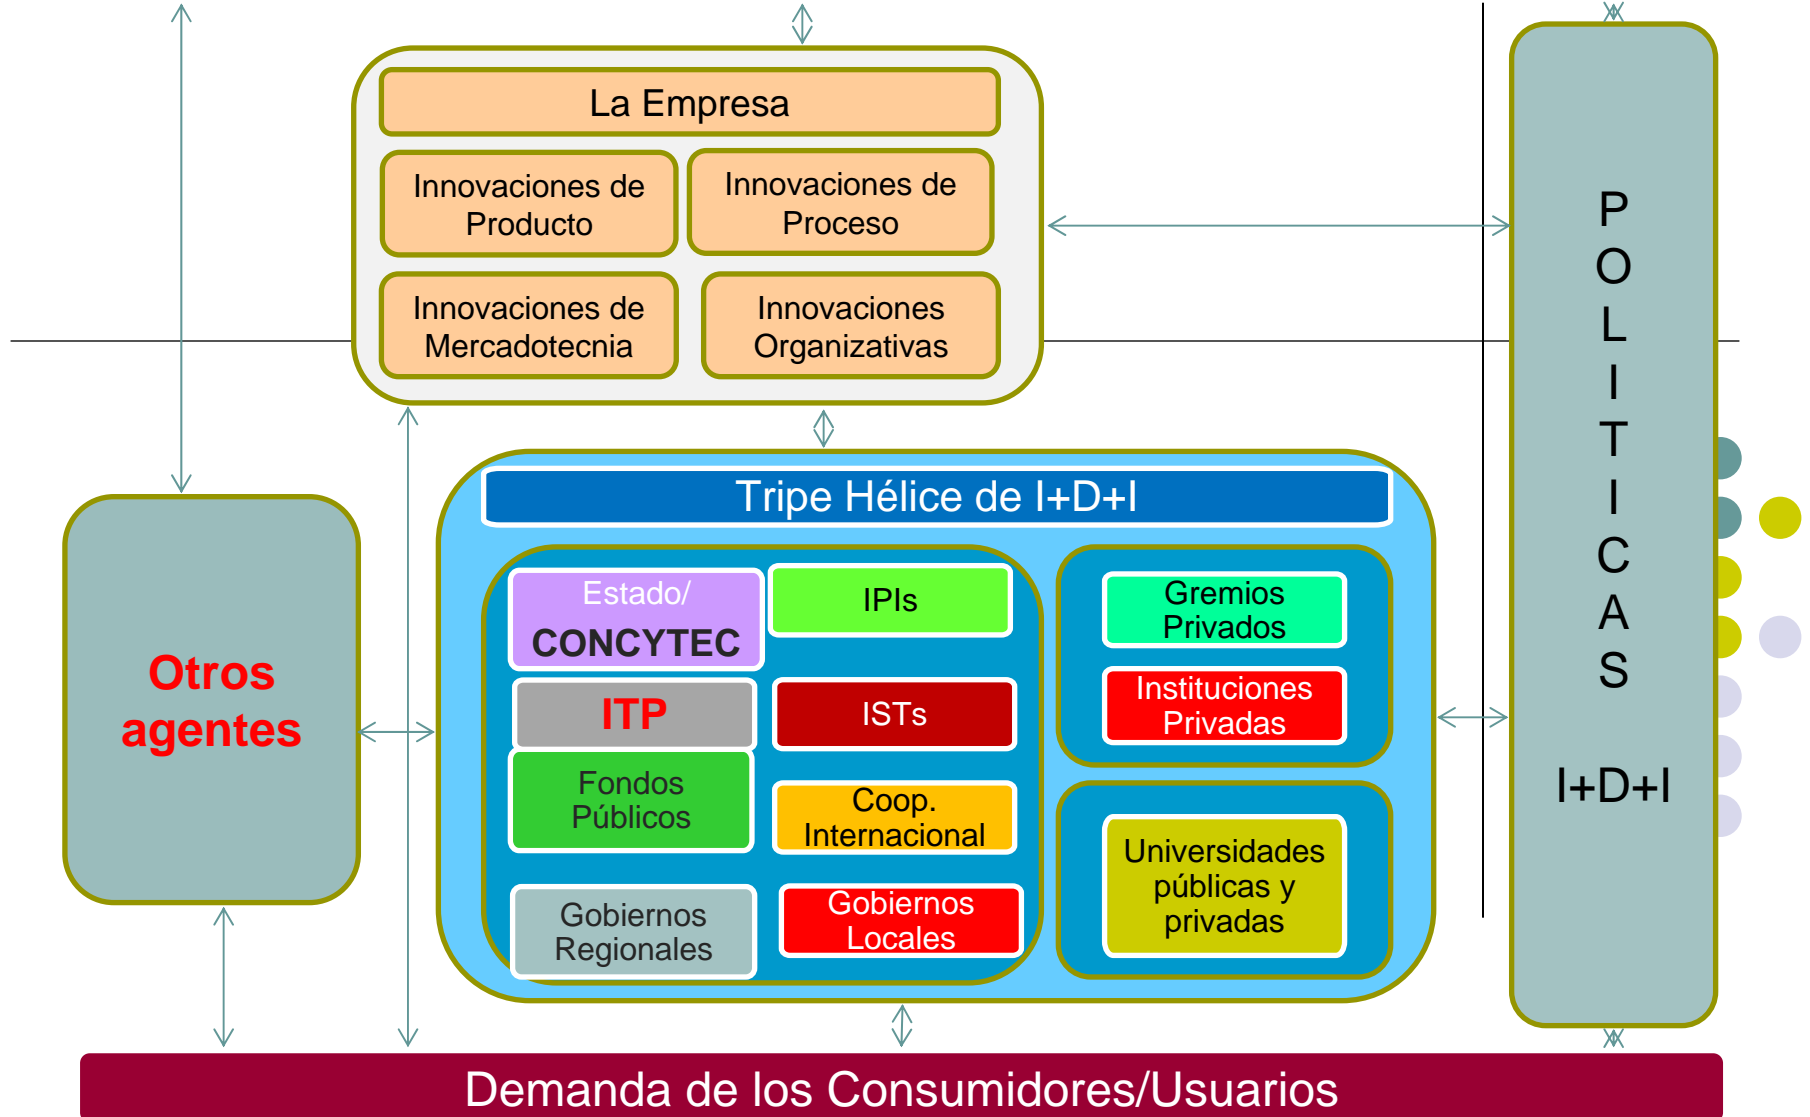 La Empresa
Innovaciones de
Producto
Innovaciones de
Proceso
Innovaciones de
Mercadotecnia
Innovaciones
Organizativas
Tripe Hélice de I+D+I
Estado/
CONCYTEC
IPIs
ITP
ISTs
Fondos
Públicos
Coop.
Internacional
Gobiernos
Regionales
Gobiernos
Locales
Gremios
Privados
Instituciones
Privadas
Universidades
públicas y
privadas
Otros
agentes
P
O
L
I
T
I
C
A
S
I+D+I
Demanda de los Consumidores/Usuarios